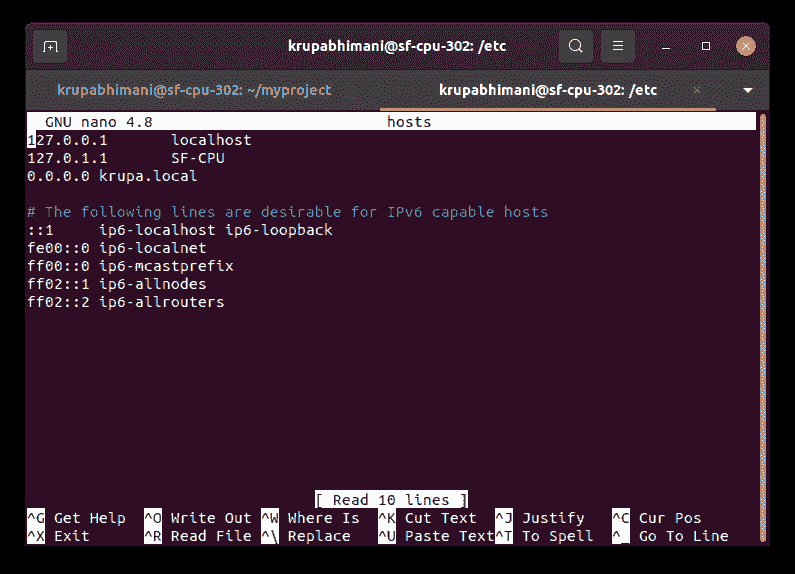 krupabhimani@sf-cpu-302: /etc
krupabhimani@sf-cpu-302: ~/myproject krupabhimani@sf-cpu-302: /etc
GNU nano 4.8 hosts
127.0.0.1 localhost
127.0.1.1 SF-CPU
0.0.0.0 krupa.local
# The following lines are desirable for IPv6 capable hosts
::1 ip6-localhost ip6-loopback
fe00::0 ip6-localnet
ff00::0 ip6-mcastprefix
ff02::1 ip6-allnodes
ff02::2 ip6-allrouters
[ Read 10 lines ]
^G Get Help ^O Write Out ^W Where Is ^K Cut Text ^J Justify ^C Cur Pos
^X Exit ^R Read File ^\ Replace ^U Paste Text ^T To Spell ^_ Go To Line